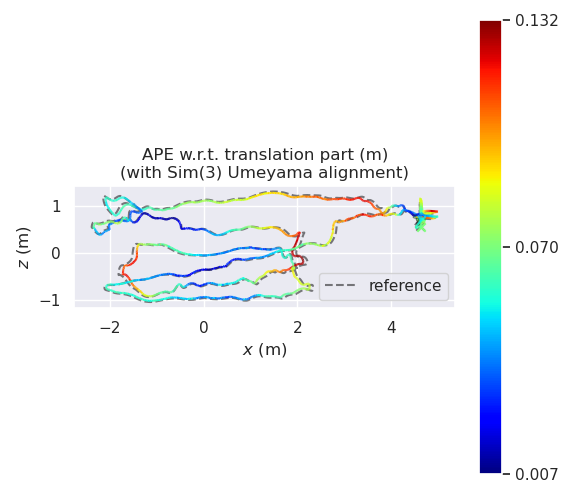 APE w.r.t. translation part (m)
(with Sim(3) Umeyama alignment)
z (m)
1
0
−1
−2
0
2
4
x (m)
reference
0.132
0.070
0.007